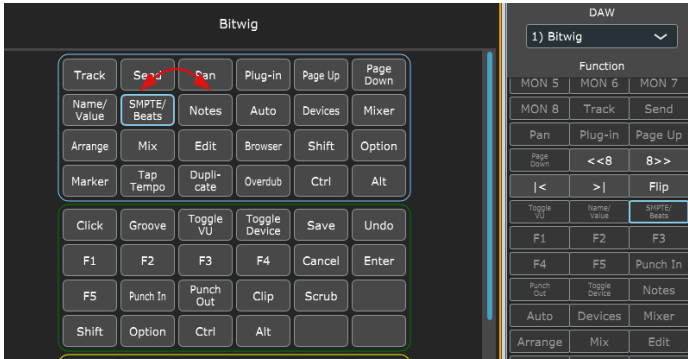 Bitwig
Track Send Pan Plug-in Page Up Page Down
Name/ Value SMPTE/ Beats Notes Auto Devices Mixer
Arrange Mix Edit Browser Shift Option
Marker Tap Tempo Dupli- cate Overdub Ctrl Alt
Click Groove Toggle VU Toggle Device Save Undo
F1 F2 F3 F4 Cancel Enter
F5 Punch In Punch Out Clip Scrub
Shift Option Ctrl Alt
DAW
1) Bitwig
Function
MON 5 MON 6 MON 7
MON 8 Track Send
Pan Plug-in Page Up
Page Down <<8 8>>
|< >| Flip
Toggle VU Name/ Value SMPTE/ Beats
F1 F2 F3
F4 F5 Punch In
Punch Out Toggle Device Notes
Auto Devices Mixer
Arrange Mix Edit